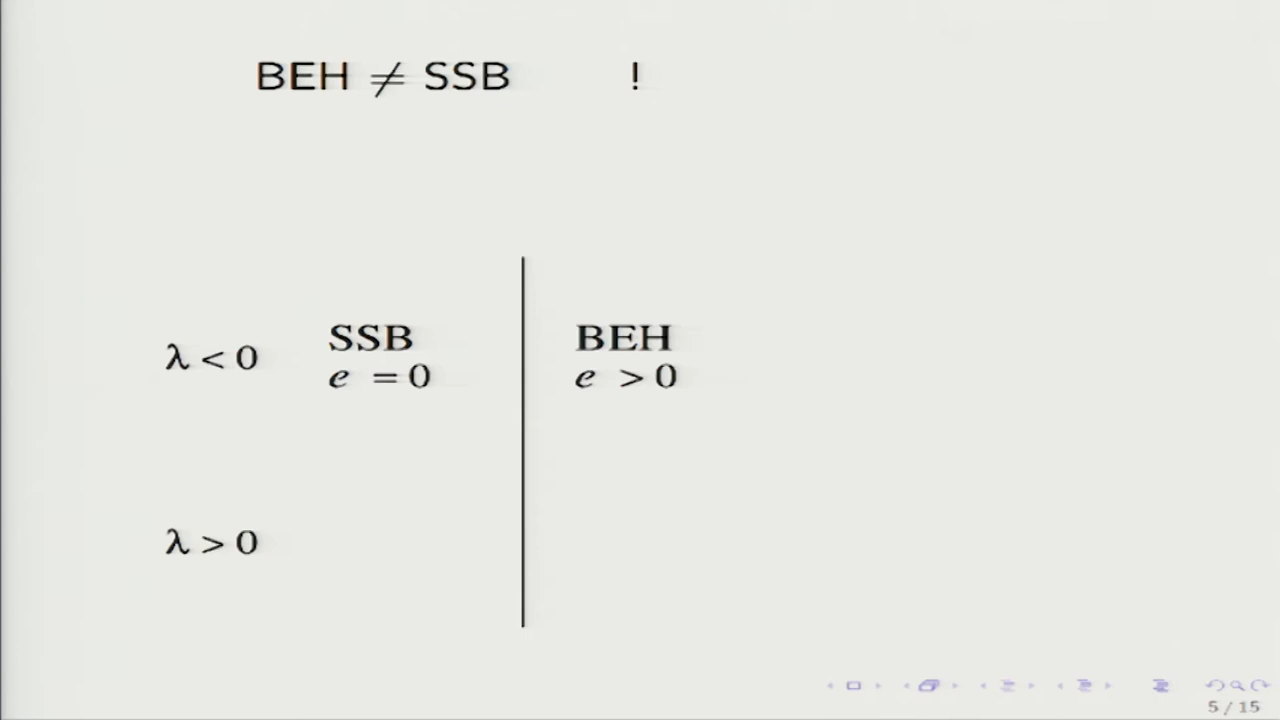 BEH ≠ SSB !
SSB
BEH
λ < 0
e = 0
e > 0
λ > 0
5 / 15